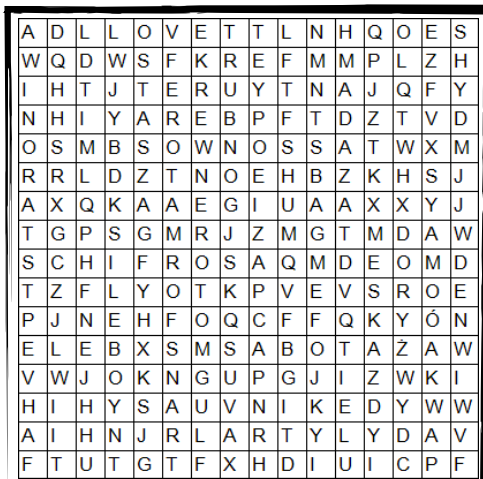 A D L L O V E T T L N H Q O E S
W Q D W S F K R E F M M P L Z H
I H T J T E R U Y T N A J Q F Y
N H I Y A R E B P F T D Z T V D
O S M B S O W N O S S A T W X M
R R L D Z T N O E H B Z K H S J
A X Q K A A E G I U A A X X Y J
T G P S G M R J Z M G T M D A W
S C H I F R O S A Q M D E O M D
T Z F L Y O T K P V E V S R O E
P J N E H F O Q C F F Q K Y Ó N
E L E B X S M S A B O T A Ż A W
V W J O K N G U P G J I Z W K I
H I H Y S A U V N I K E D Y W W
A I H N J R L A R T Y L Y D A V
F T U T G T F X H D I U I C P F